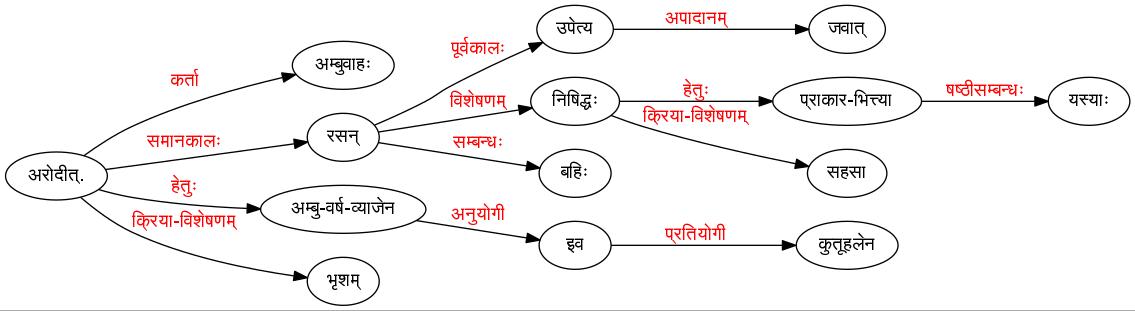 उपेत्य
अपादानम्
जवात्
पूर्वकालः
अम्बुवाहः
कर्ता
विशेषणम्
निषिद्धः
हेतुः
प्राकार-भित्त्या
षष्ठीसम्बन्धः
यस्याः
क्रिया-विशेषणम्
समानकालः
रसन्
सम्बन्धः
बहिः
सहसा
अरोदीत्.
हेतुः
अम्बु-वर्ष-व्याजेन
अनुयोगी
क्रिया-विशेषणम्
इव
प्रतियोगी
कुतूहलेन
भृशम्